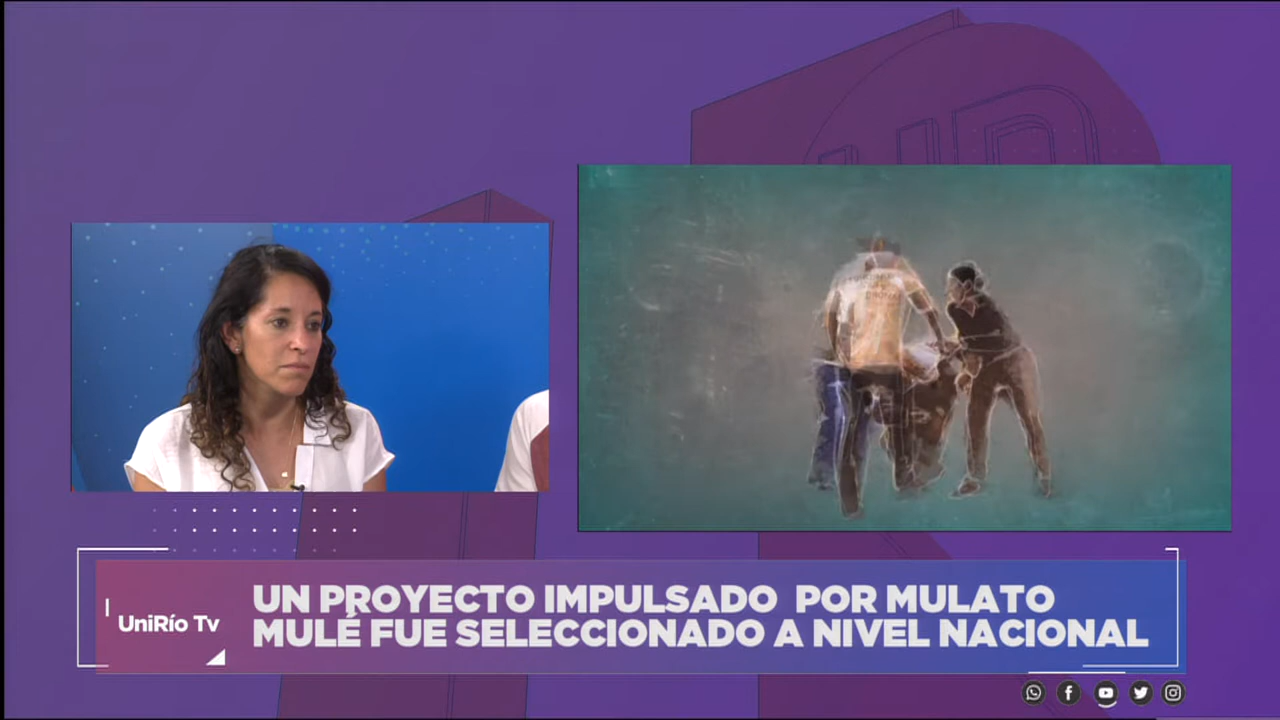 UniRío Tv
UN PROYECTO IMPULSADO POR MULATO
MULÉ FUE SELECCIONADO A NIVEL NACIONAL